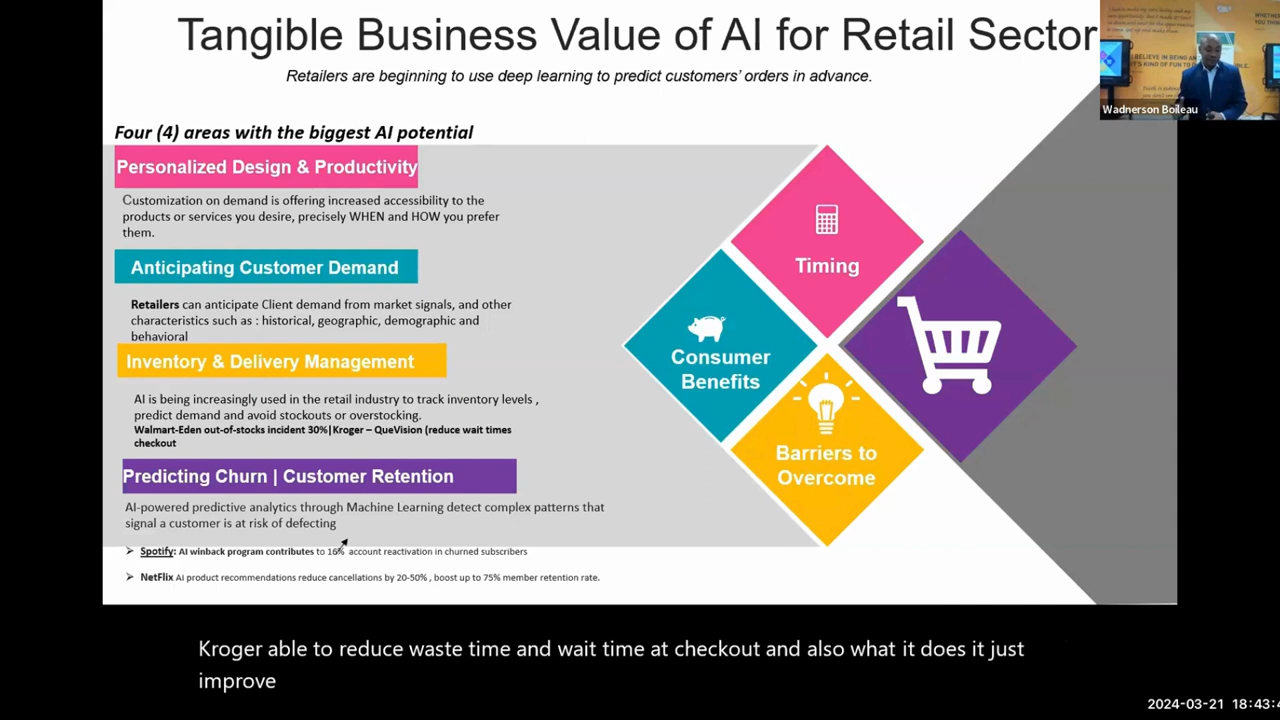 Tangible Business Value of AI for Retail Sector
Retailers are beginning to use deep learning to predict customers' orders in advance.
Wadnerson Boileau
Four (4) areas with the biggest AI potential
Personalized Design & Productivity
Customization on demand is offering increased accessibility to the
products or services you desire, precisely WHEN and HOW you prefer
them.
Anticipating Customer Demand
Retailers can anticipate Client demand from market signals, and other
characteristics such as : historical, geographic, demographic and
behavioral
Inventory & Delivery Management
AI is being increasingly used in the retail industry to track inventory levels ,
predict demand and avoid stockouts or overstocking.
Walmart-Eden out-of-stocks incident 30%|Kroger – QueVision (reduce wait times
checkout
Predicting Churn | Customer Retention
AI-powered predictive analytics through Machine Learning detect complex patterns that
signal a customer is at risk of defecting
➢ Spotify: AI winback program contributes to 16% account reactivation in churned subscribers
➢ NetFlix AI product recommendations reduce cancellations by 20-50% , boost up to 75% member retention rate.
Timing
Consumer
Benefits
Barriers to
Overcome
Kroger able to reduce waste time and wait time at checkout and also what it does it just
improve
2024-03-21 18:43:4